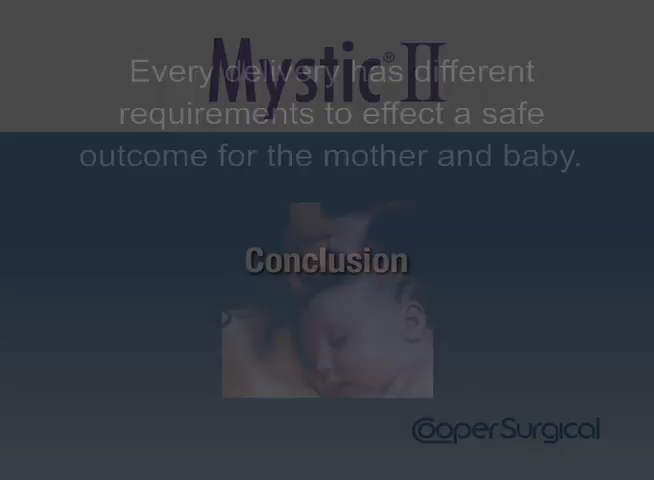 Mystic® II
Every delivery has different
requirements to effect a safe
outcome for the mother and baby.
Conclusion
CooperSurgical